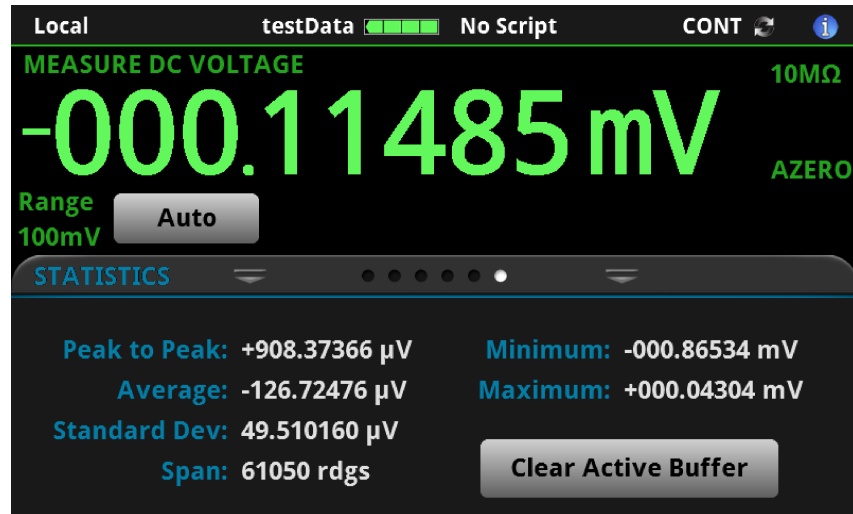 Local testData No Script CONT i
MEASURE DC VOLTAGE
10MΩ
-000.11485 mV
AZERO
Range
100mV
Auto
STATISTICS
Peak to Peak: +908.37366 µV
Average: -126.72476 µV
Standard Dev: 49.510160 µV
Span: 61050 rdgs
Minimum: -000.86534 mV
Maximum: +000.04304 mV
Clear Active Buffer